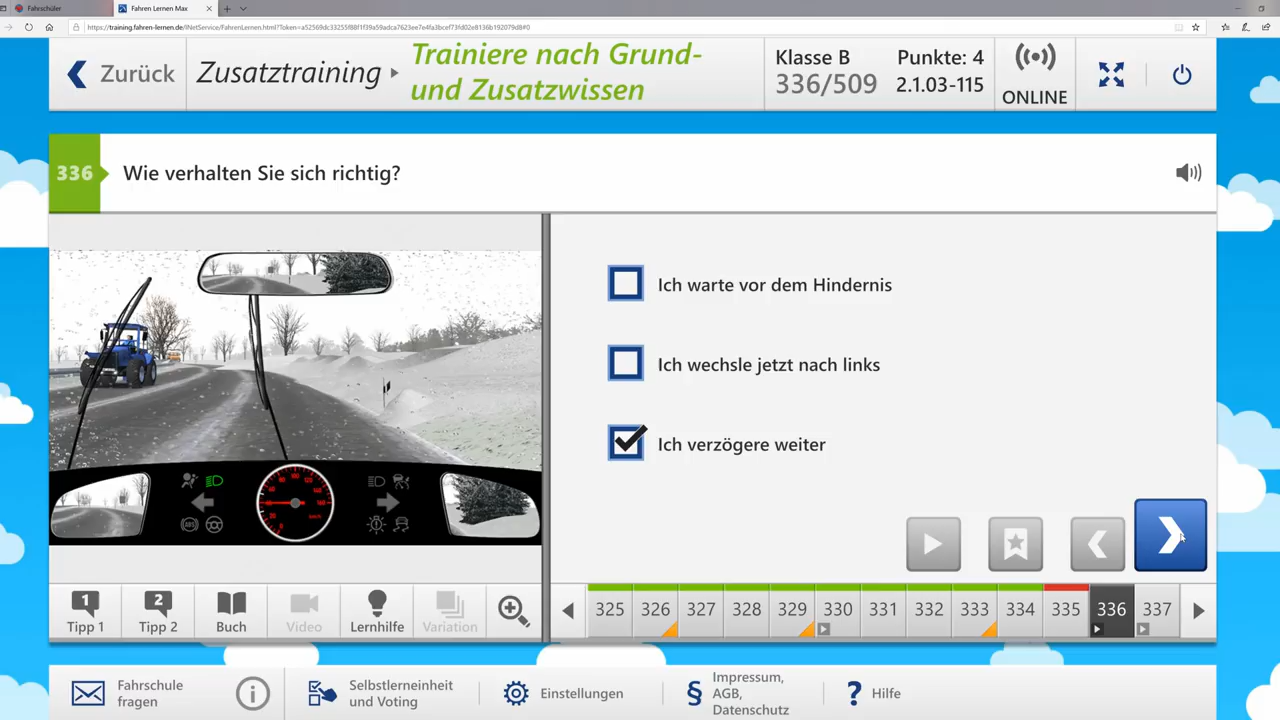 Fahrschüler
Fahren Lernen Max
Zurück
Zusatztraining
Trainiere nach Grund-
und Zusatzwissen
Klasse B
336/509
Punkte: 4
2.1.03-115
ONLINE
336
Wie verhalten Sie sich richtig?
Ich warte vor dem Hindernis
Ich wechsle jetzt nach links
Ich verzögere weiter
1
Tipp 1
2
Tipp 2
Buch
Video
Lernhilfe
Variation
325 326 327 328 329 330 331 332 333 334 335 336 337
Fahrschule
fragen
Selbstlerneinheit
und Voting
Einstellungen
§
Impressum,
AGB,
Datenschutz
?
Hilfe